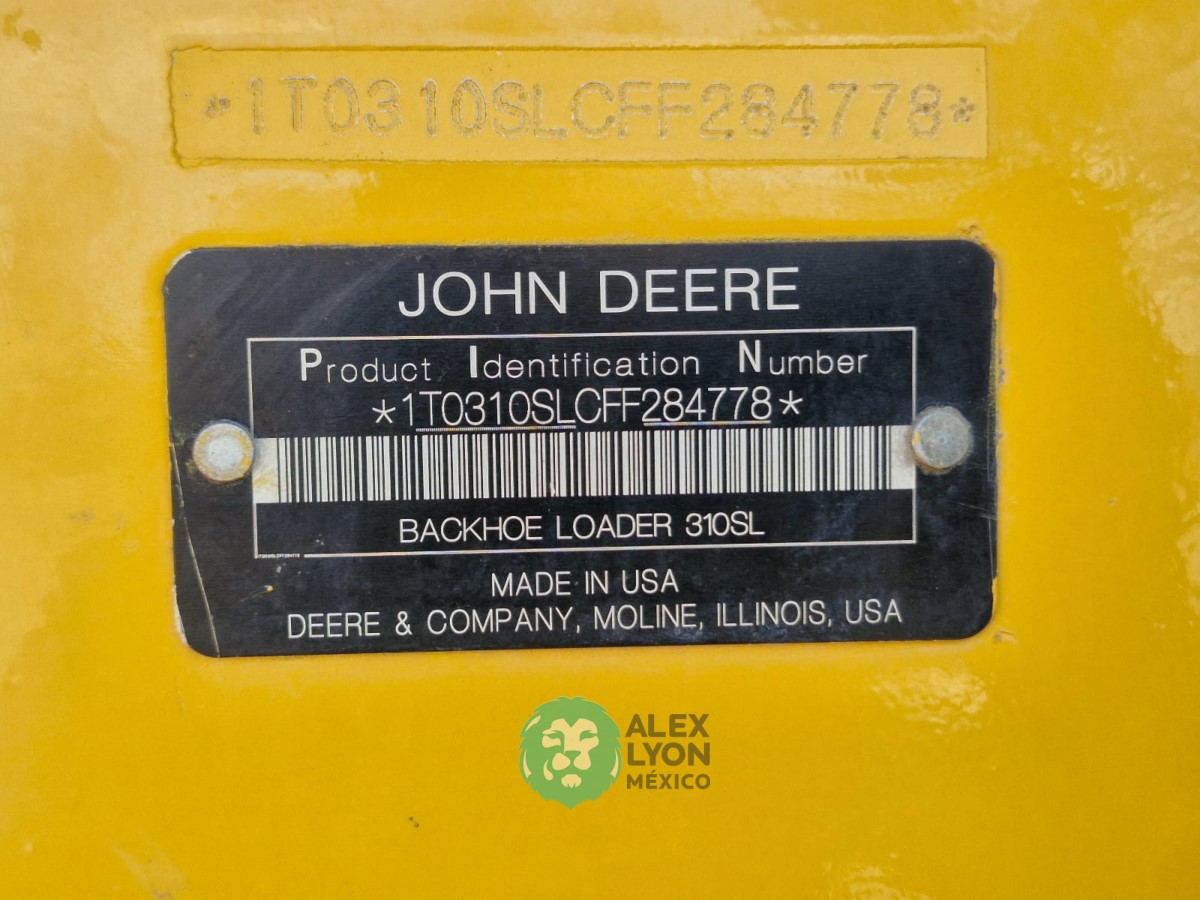 *1T0310SLCFF284778*
JOHN DEERE
Product Identification Number
*1T0310SLCFF284778*
BACKHOE LOADER 310SL
1T0310SLCFF284778
MADE IN USA
DEERE & COMPANY, MOLINE, ILLINOIS, USA
ALEX
LYON
MÉXICO